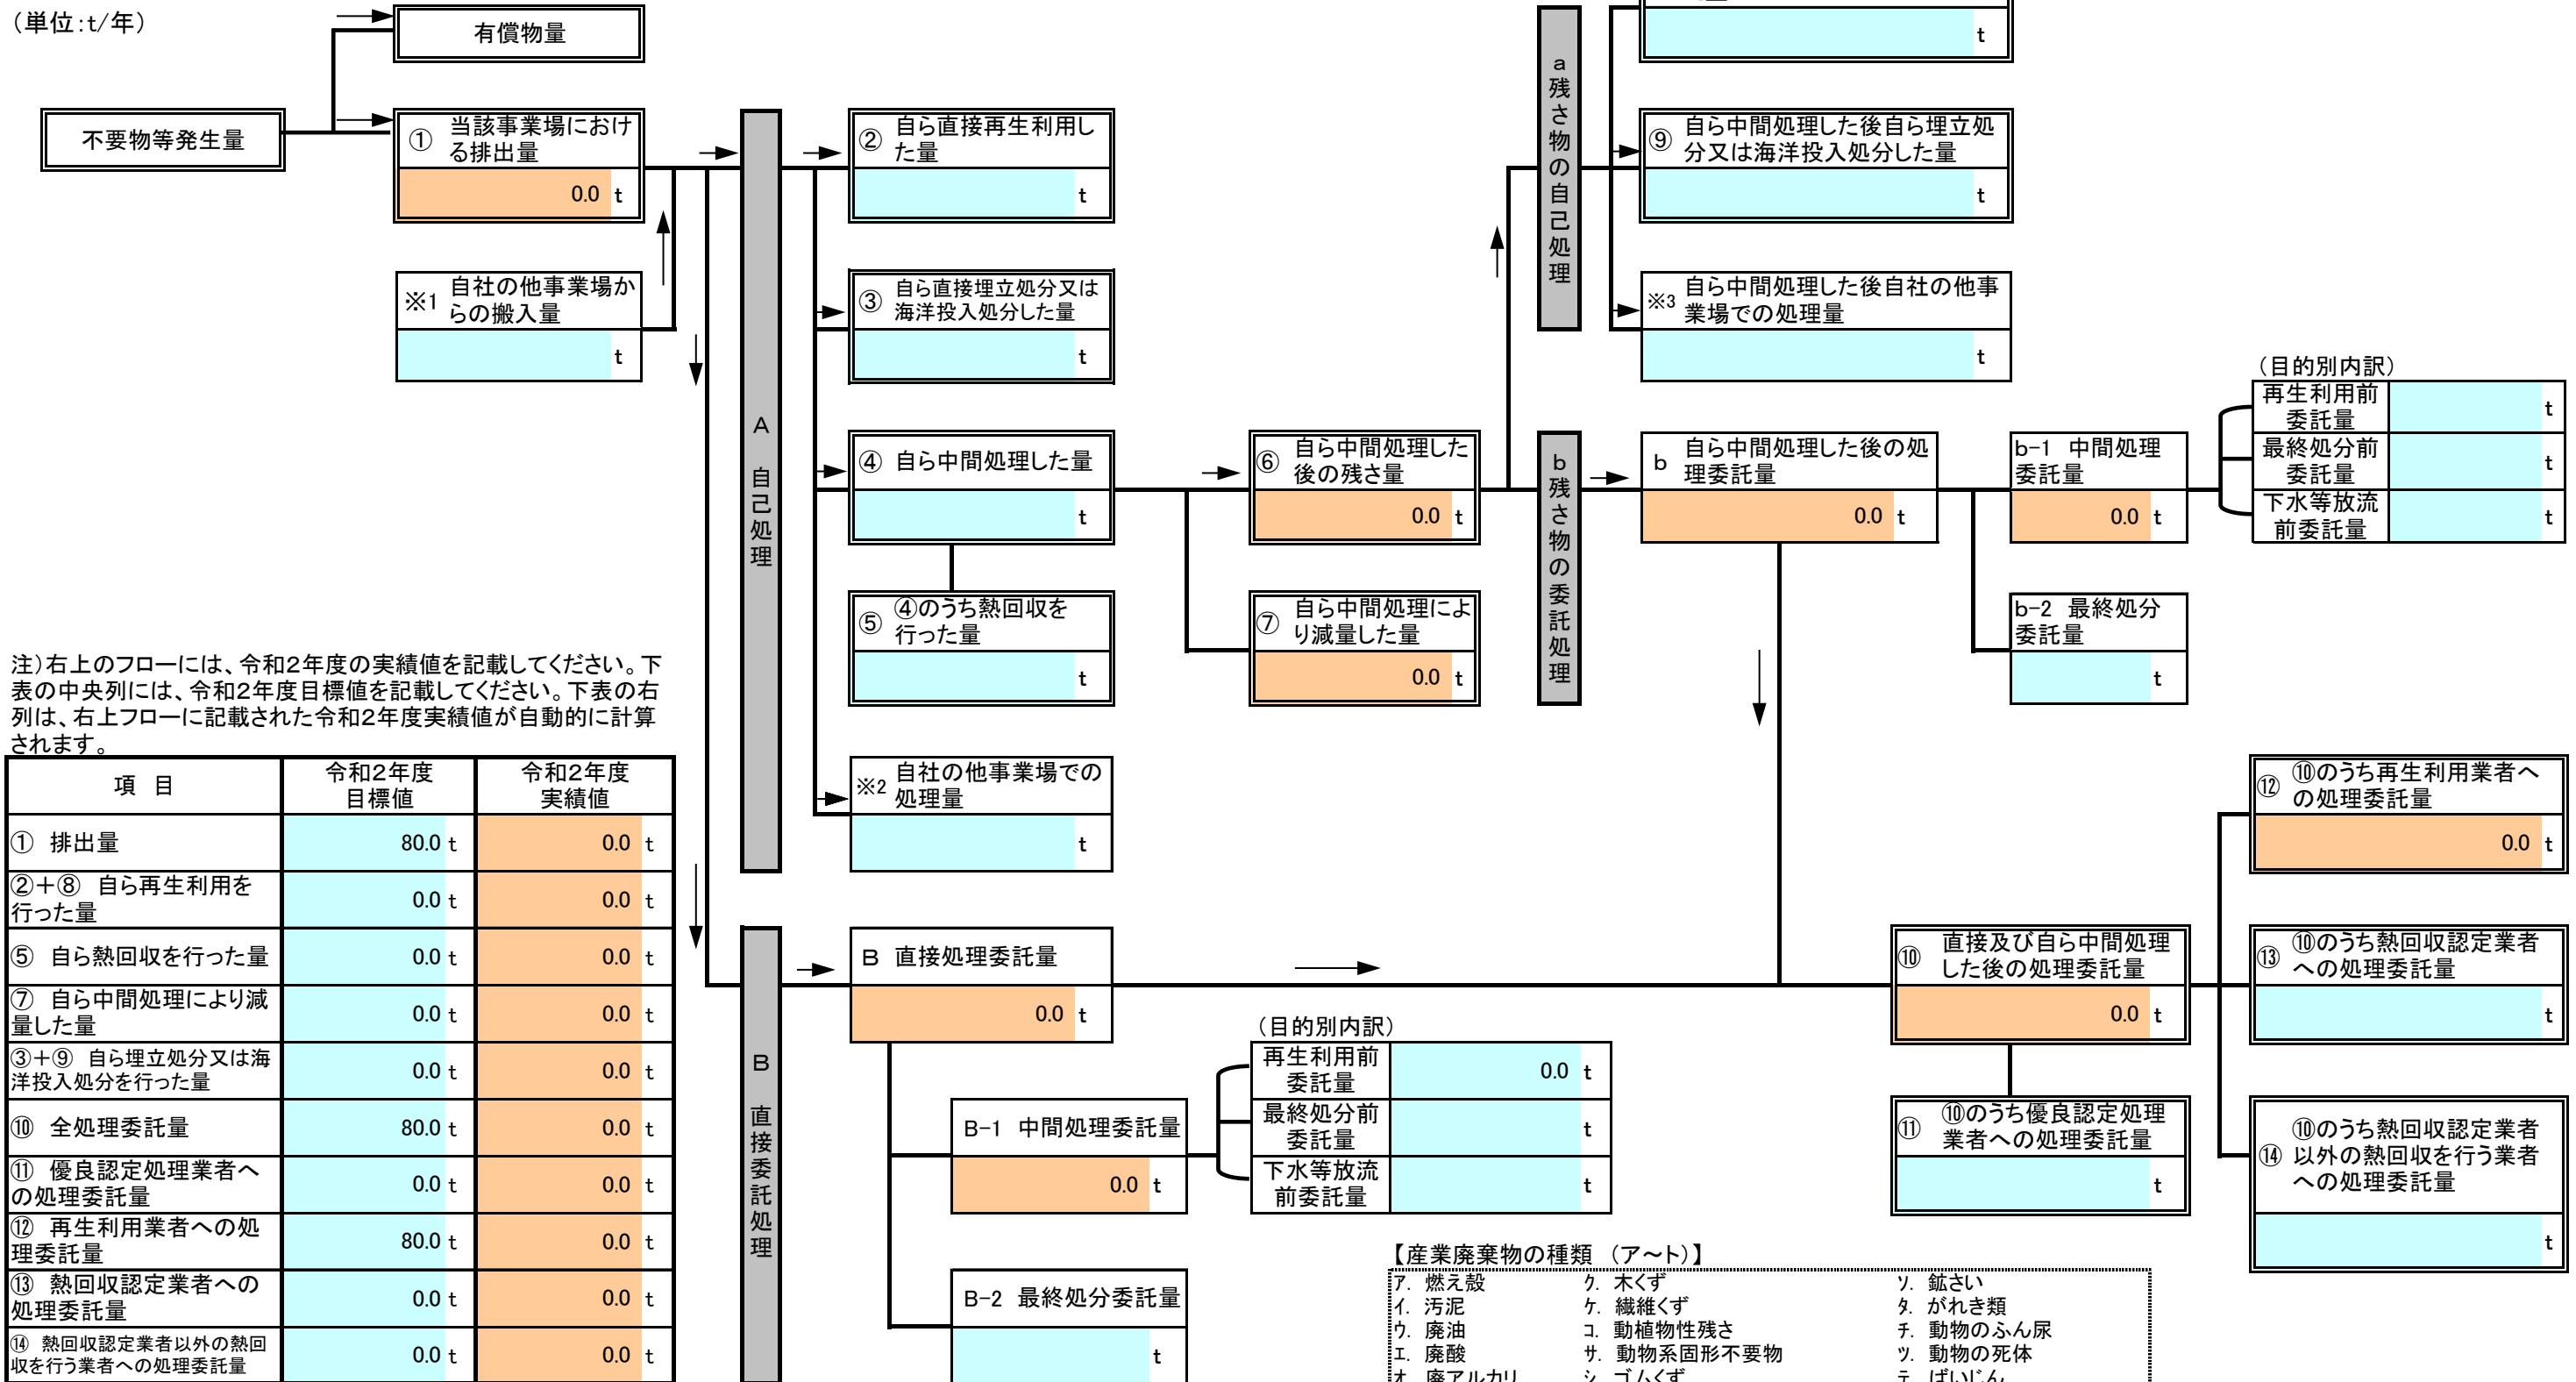 （単位：t/年）
有償物量
不要物等発生量
① 当該事業場におけ
る排出量
0.0 t
※1 自社の他事業場か
らの搬入量
t
A 自己処理
② 自ら直接再生利用し
た量
t
③ 自ら直接埋立処分又は
海洋投入処分した量
t
④ 自ら中間処理した量
t
⑤ ④のうち熱回収を
行った量
t
※2 自社の他事業場での
処理量
t
⑥ 自ら中間処理した
後の残さ量
0.0 t
⑦ 自ら中間処理によ
り減量した量
0.0 t
a 残さ物の自己処理
t
⑨ 自ら中間処理した後自ら埋立処
分又は海洋投入処分した量
t
※3 自ら中間処理した後自社の他事
業場での処理量
t
b 残さ物の委託処理
b 自ら中間処理した後の処
理委託量
0.0 t
b-1 中間処理
委託量
0.0 t
b-2 最終処分
委託量
t
（目的別内訳）
再生利用前
委託量
t
最終処分前
委託量
t
下水等放流
前委託量
t
注）右上のフローには、令和2年度の実績値を記載してください。下
表の中央列には、令和2年度目標値を記載してください。下表の右
列は、右上フローに記載された令和2年度実績値が自動的に計算
されます。
項 目
令和2年度
目標値
令和2年度
実績値
① 排出量
80.0 t 0.0 t
②＋⑧ 自ら再生利用を
行った量
0.0 t 0.0 t
⑤ 自ら熱回収を行った量
0.0 t 0.0 t
⑦ 自ら中間処理により減
量した量
0.0 t 0.0 t
③＋⑨ 自ら埋立処分又は海
洋投入処分を行った量
0.0 t 0.0 t
⑩ 全処理委託量
80.0 t 0.0 t
⑪ 優良認定処理業者へ
の処理委託量
0.0 t 0.0 t
⑫ 再生利用業者への処
理委託量
80.0 t 0.0 t
⑬ 熱回収認定業者への
処理委託量
0.0 t 0.0 t
⑭ 熱回収認定業者以外の熱回
収を行う業者への処理委託量
0.0 t 0.0 t
B 直接委託処理
B 直接処理委託量
0.0 t
B-1 中間処理委託量
0.0 t
B-2 最終処分委託量
t
（目的別内訳）
再生利用前
委託量
0.0 t
最終処分前
委託量
t
下水等放流
前委託量
t
⑩ 直接及び自ら中間処理
した後の処理委託量
0.0 t
⑪ ⑩のうち優良認定処理
業者への処理委託量
t
⑫ ⑩のうち再生利用業者へ
の処理委託量
0.0 t
⑬ ⑩のうち熱回収認定業者
への処理委託量
t
⑭ ⑩のうち熱回収認定業者
以外の熱回収を行う業者
への処理委託量
t
【産業廃棄物の種類 （ア～ト）】
ア. 燃え殻 ク. 木くず ソ. 鉱さい
イ. 汚泥 ケ. 繊維くず タ. がれき類
ウ. 廃油 コ. 動植物性残さ チ. 動物のふん尿
エ. 廃酸 サ. 動物系固形不要物 ツ. 動物の死体
オ. 廃アルカリ シ. ゴムくず テ. ばいじん